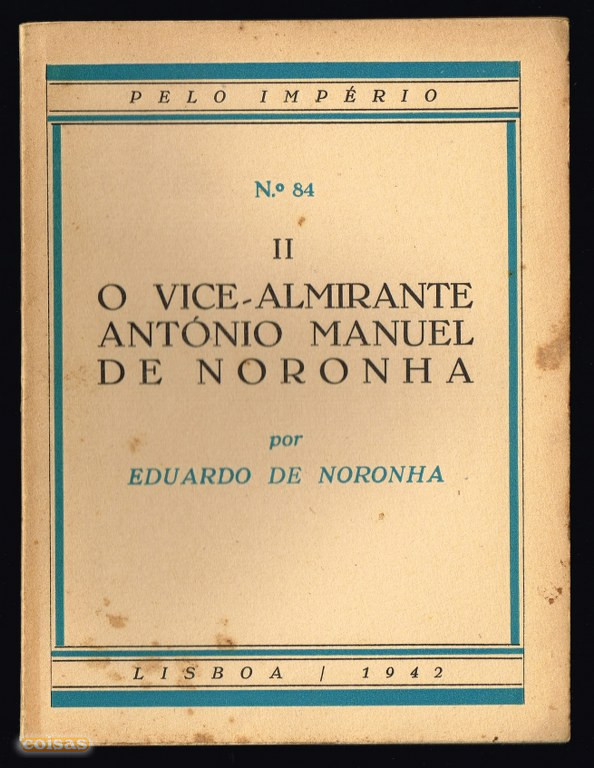 PELO IMPÉRIO
N.º 84
II
O VICE-ALMIRANTE
ANTÓNIO MANUEL
DE NORONHA
por
EDUARDO DE NORONHA
LISBOA / 1942
coisas